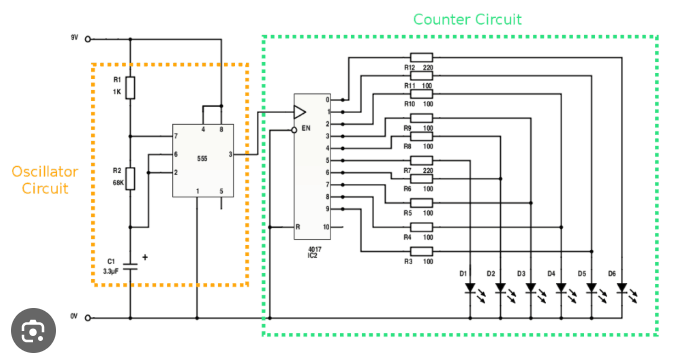 Counter Circuit
9V
R1
1K
Oscillator
Circuit
R2
68K
C1
3.3µF
+
0V
7
6
2
4
8
555
3
1
5
EN
R
4017
IC2
0
1
2
3
4
5
6
7
8
9
10
R12 220
R11 100
R10 100
R9 100
R8 100
R7 220
R6 100
R5 100
R4 100
R3 100
D1
D2
D3
D4
D5
D6